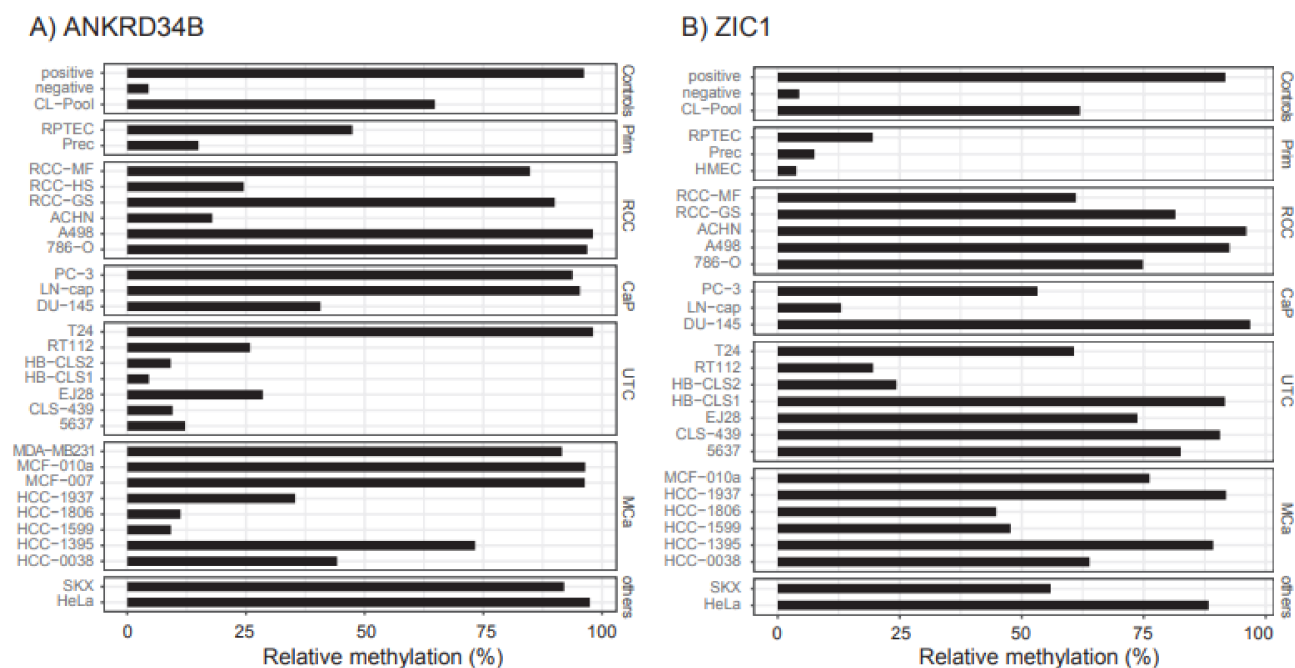 A) ANKRD34B
positive
negative
CL-Pool
Controls
RPTEC
Prec
Prim
RCC-MF
RCC-HS
RCC-GS
ACHN
A498
786-O
RCC
PC-3
LN-cap
DU-145
CaP
T24
RT112
HB-CLS2
HB-CLS1
EJ28
CLS-439
5637
UTC
MDA-MB231
MCF-010a
MCF-007
HCC-1937
HCC-1806
HCC-1599
HCC-1395
HCC-0038
MCa
SKX
HeLa
others
0 25 50 75 100
Relative methylation (%)
B) ZIC1
positive
negative
CL-Pool
Controls
RPTEC
Prec
HMEC
Prim
RCC-MF
RCC-GS
ACHN
A498
786-O
RCC
PC-3
LN-cap
DU-145
CaP
T24
RT112
HB-CLS2
HB-CLS1
EJ28
CLS-439
5637
UTC
MCF-010a
HCC-1937
HCC-1806
HCC-1599
HCC-1395
HCC-0038
MCa
SKX
HeLa
others
0 25 50 75 100
Relative methylation (%)